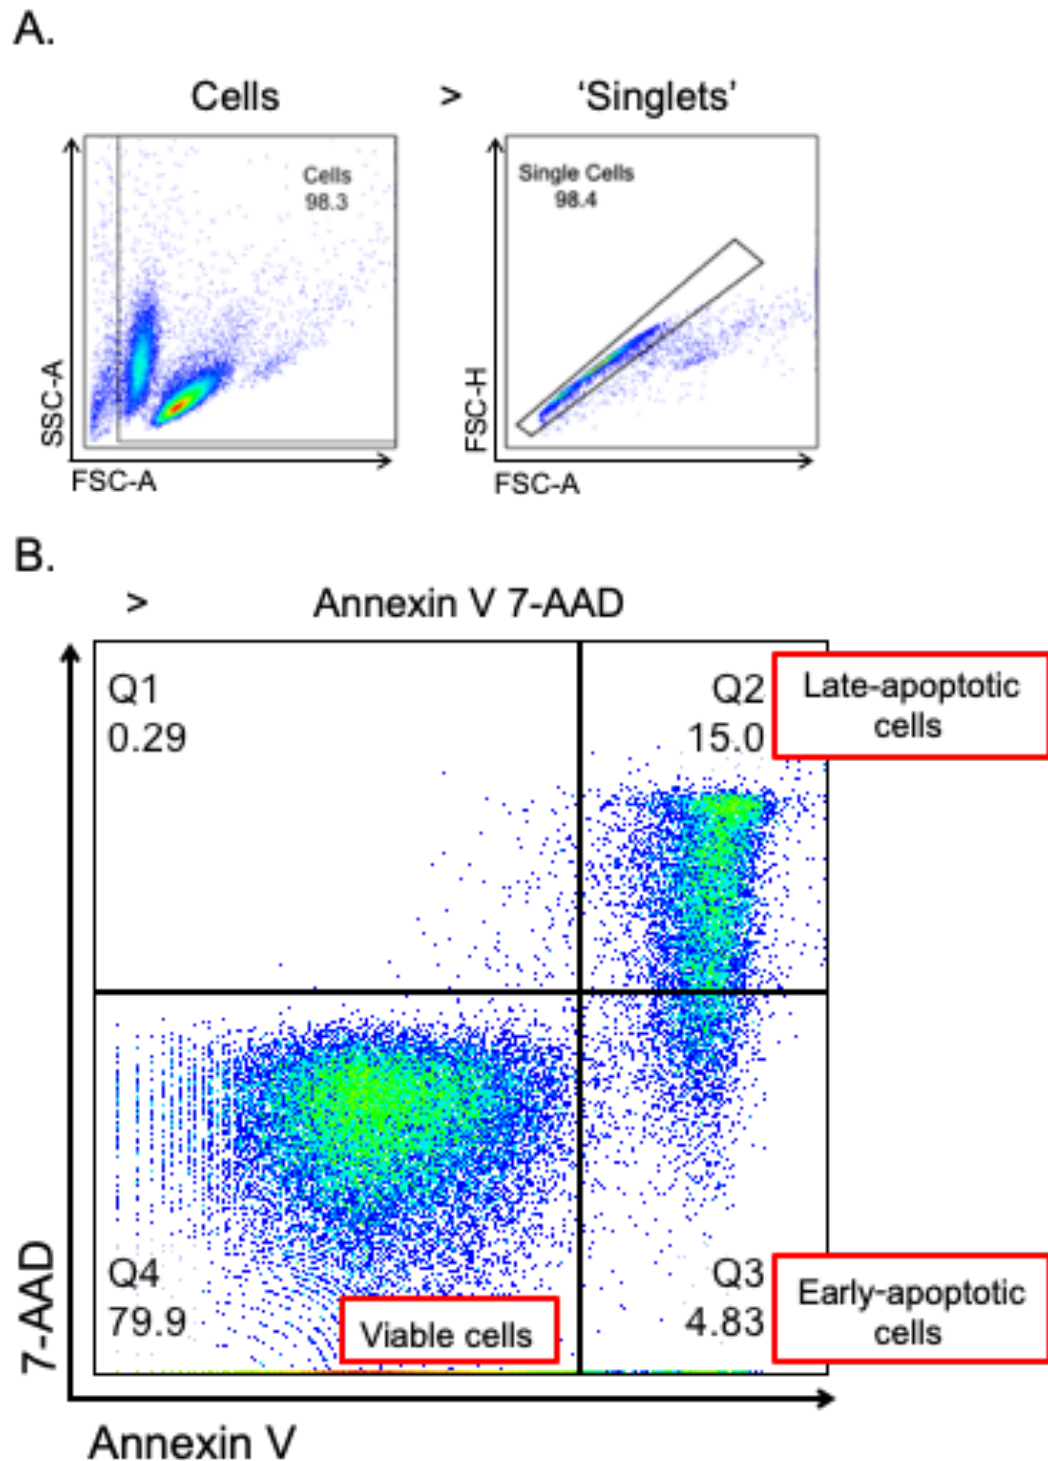 A.
Cells > 'Singlets'
Cells
98.3
SSC-A
FSC-A
Single Cells
98.4
FSC-H
FSC-A
B.
> Annexin V 7-AAD
Q1
0.29
Q2
15.0
Late-apoptotic
cells
Q4
79.9
Viable cells
Q3
4.83
Early-apoptotic
cells
7-AAD
Annexin V